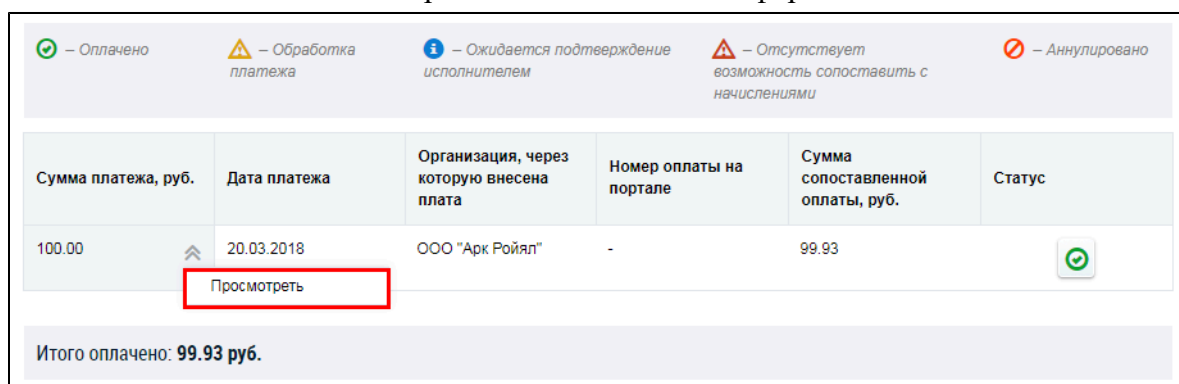 – Оплачено
– Обработка
платежа
– Ожидается подтверждение
исполнителем
– Отсутствует
возможность сопоставить с
начислениями
– Аннулировано
Сумма платежа, руб.
Дата платежа
Организация, через
которую внесена
плата
Номер оплаты на
портале
Сумма
сопоставленной
оплаты, руб.
Статус
100.00
20.03.2018
ООО "Арк Ройял"
-
99.93
Просмотреть
Итого оплачено: 99.93 руб.